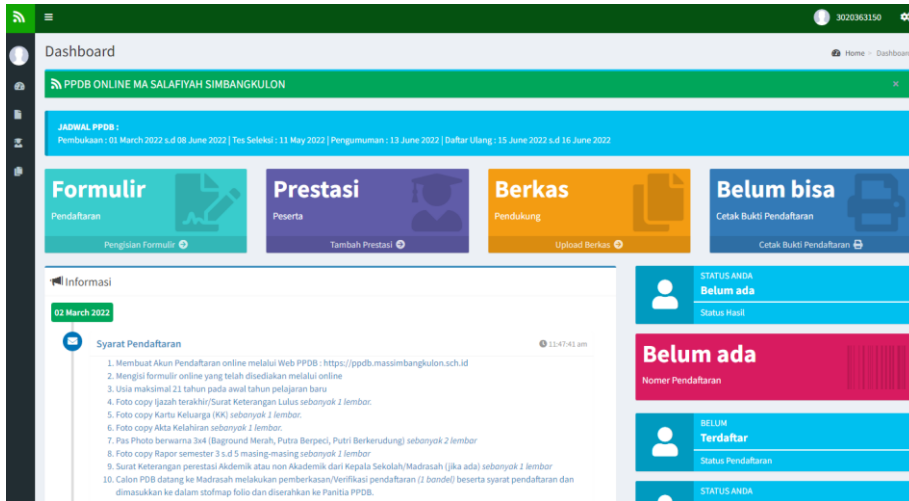 3020363150
Dashboard
Home > Dashboard
PPDB ONLINE MA SALAFIYAH SIMBANGKULON
JADWAL PPDB :
Pembukaan : 01 March 2022 s.d 08 June 2022 | Tes Seleksi : 11 May 2022 | Pengumuman : 13 June 2022 | Daftar Ulang : 15 June 2022 s.d 16 June 2022
Formulir
Pendaftaran
Pengisian Formulir
Prestasi
Peserta
Tambah Prestasi
Berkas
Pendukung
Upload Berkas
Belum bisa
Cetak Bukti Pendaftaran
Cetak Bukti Pendaftaran
Informasi
02 March 2022
Syarat Pendaftaran
11:47:41 am
1. Membuat Akun Pendaftaran online melalui Web PPDB : https://ppdb.massimbangkulon.sch.id
2. Mengisi formulir online yang telah disediakan melalui online
3. Usia maksimal 21 tahun pada awal tahun pelajaran baru
4. Foto copy Ijazah terakhir/Surat Keterangan Lulus sebanyak 1 lembar.
5. Foto copy Kartu Keluarga (KK) sebanyak 1 lembar.
6. Foto copy Akta Kelahiran sebanyak 1 lembar.
7. Pas Photo berwarna 3x4 (Baground Merah, Putra Berpeci, Putri Berkerudung) sebanyak 2 lembar
8. Foto copy Rapor semester 3 s.d 5 masing-masing sebanyak 1 lembar
9. Surat Keterangan perestasi Akdemik atau non Akademik dari Kepala Sekolah/Madrasah (jika ada) sebanyak 1 lembar
10. Calon PDB datang ke Madrasah melakukan pemberkasan/Verifikasi pendaftaran (1 bandel) beserta syarat pendaftaran dan
dimasukkan ke dalam stofmap folio dan diserahkan ke Panitia PPDB.
STATUS ANDA
Belum ada
Status Hasil
Belum ada
Nomer Pendaftaran
BELUM
Terdaftar
Status Pendaftaran
STATUS ANDA